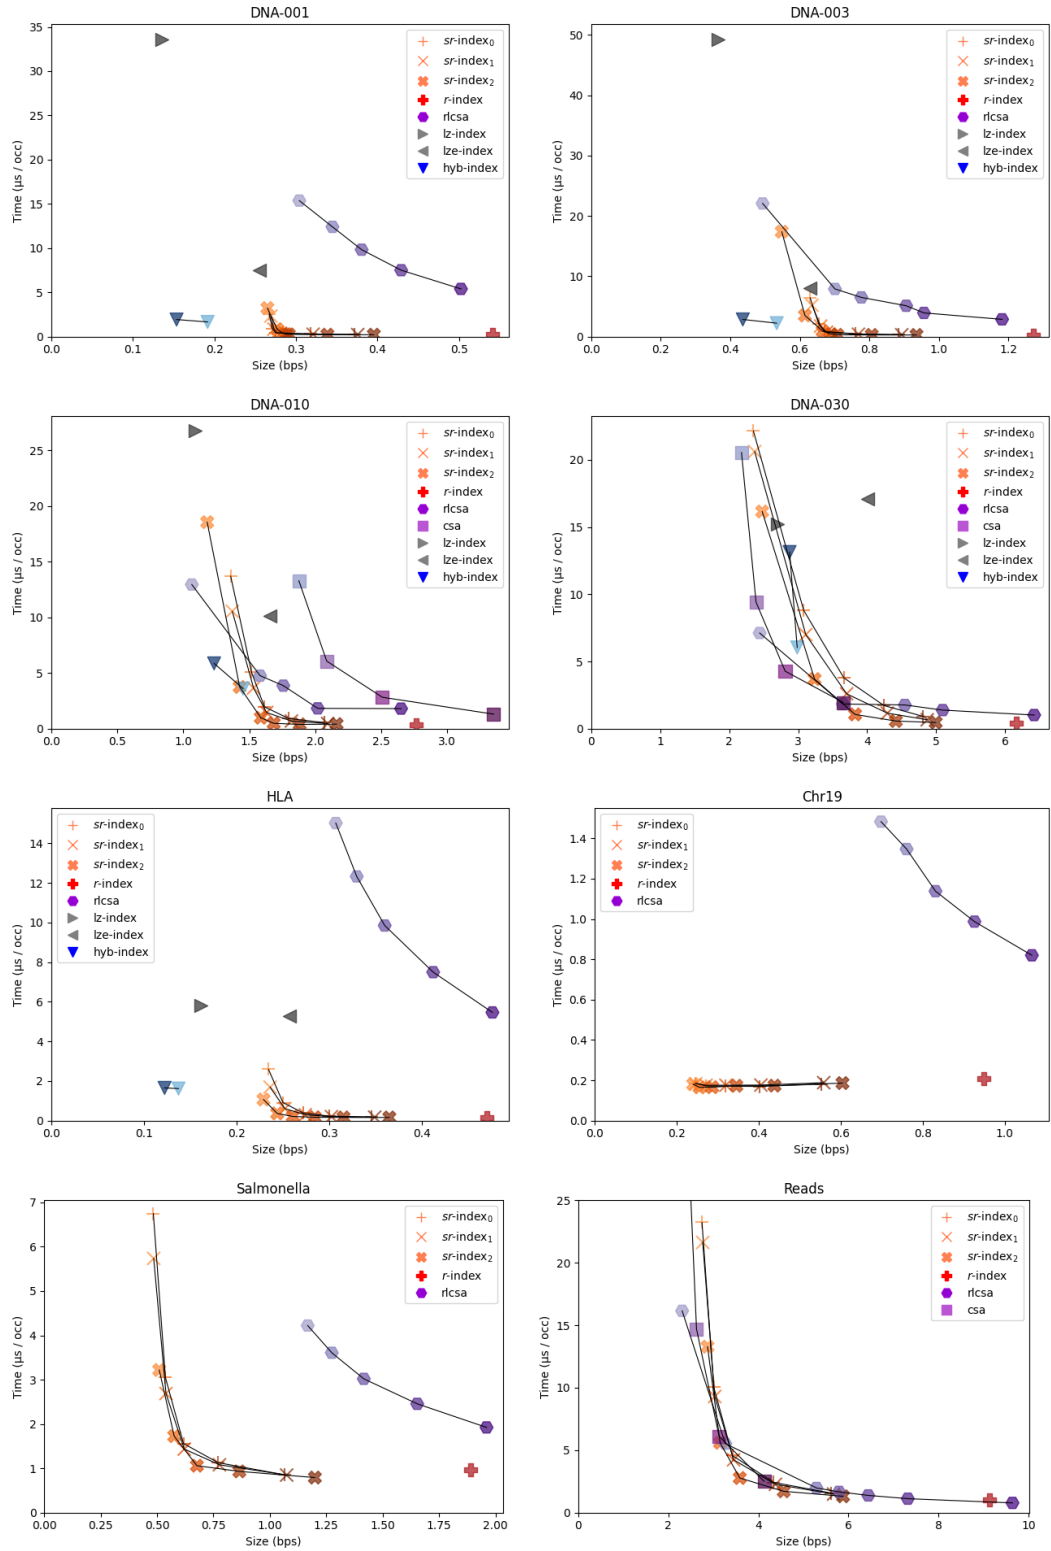 DNA-001
Time (μs / occ)
35
30
25
20
15
10
5
0
0.0 0.1 0.2 0.3 0.4 0.5
Size (bps)
sr-index0
sr-index1
sr-index2
r-index
rlcsa
lz-index
lze-index
hyb-index
DNA-003
Time (μs / occ)
50
40
30
20
10
0
0.0 0.2 0.4 0.6 0.8 1.0 1.2
Size (bps)
sr-index0
sr-index1
sr-index2
r-index
rlcsa
lz-index
lze-index
hyb-index
DNA-010
Time (μs / occ)
25
20
15
10
5
0
0.0 0.5 1.0 1.5 2.0 2.5 3.0
Size (bps)
sr-index0
sr-index1
sr-index2
r-index
rlcsa
csa
lz-index
lze-index
hyb-index
DNA-030
Time (μs / occ)
20
15
10
5
0
0 1 2 3 4 5 6
Size (bps)
sr-index0
sr-index1
sr-index2
r-index
rlcsa
csa
lz-index
lze-index
hyb-index
HLA
Time (μs / occ)
14
12
10
8
6
4
2
0
0.0 0.1 0.2 0.3 0.4
Size (bps)
sr-index0
sr-index1
sr-index2
r-index
rlcsa
lz-index
lze-index
hyb-index
Chr19
Time (μs / occ)
1.4
1.2
1.0
0.8
0.6
0.4
0.2
0.0
0.0 0.2 0.4 0.6 0.8 1.0
Size (bps)
sr-index0
sr-index1
sr-index2
r-index
rlcsa
Salmonella
Time (μs / occ)
7
6
5
4
3
2
1
0
0.00 0.25 0.50 0.75 1.00 1.25 1.50 1.75 2.00
Size (bps)
sr-index0
sr-index1
sr-index2
r-index
rlcsa
Reads
Time (μs / occ)
25
20
15
10
5
0
0 2 4 6 8 10
Size (bps)
sr-index0
sr-index1
sr-index2
r-index
rlcsa
csa